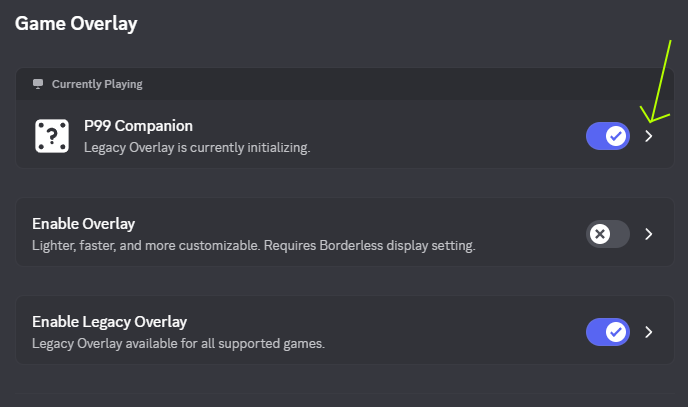 Game Overlay
Currently Playing
P99 Companion
Legacy Overlay is currently initializing.
Enable Overlay
Lighter, faster, and more customizable. Requires Borderless display setting.
Enable Legacy Overlay
Legacy Overlay available for all supported games.